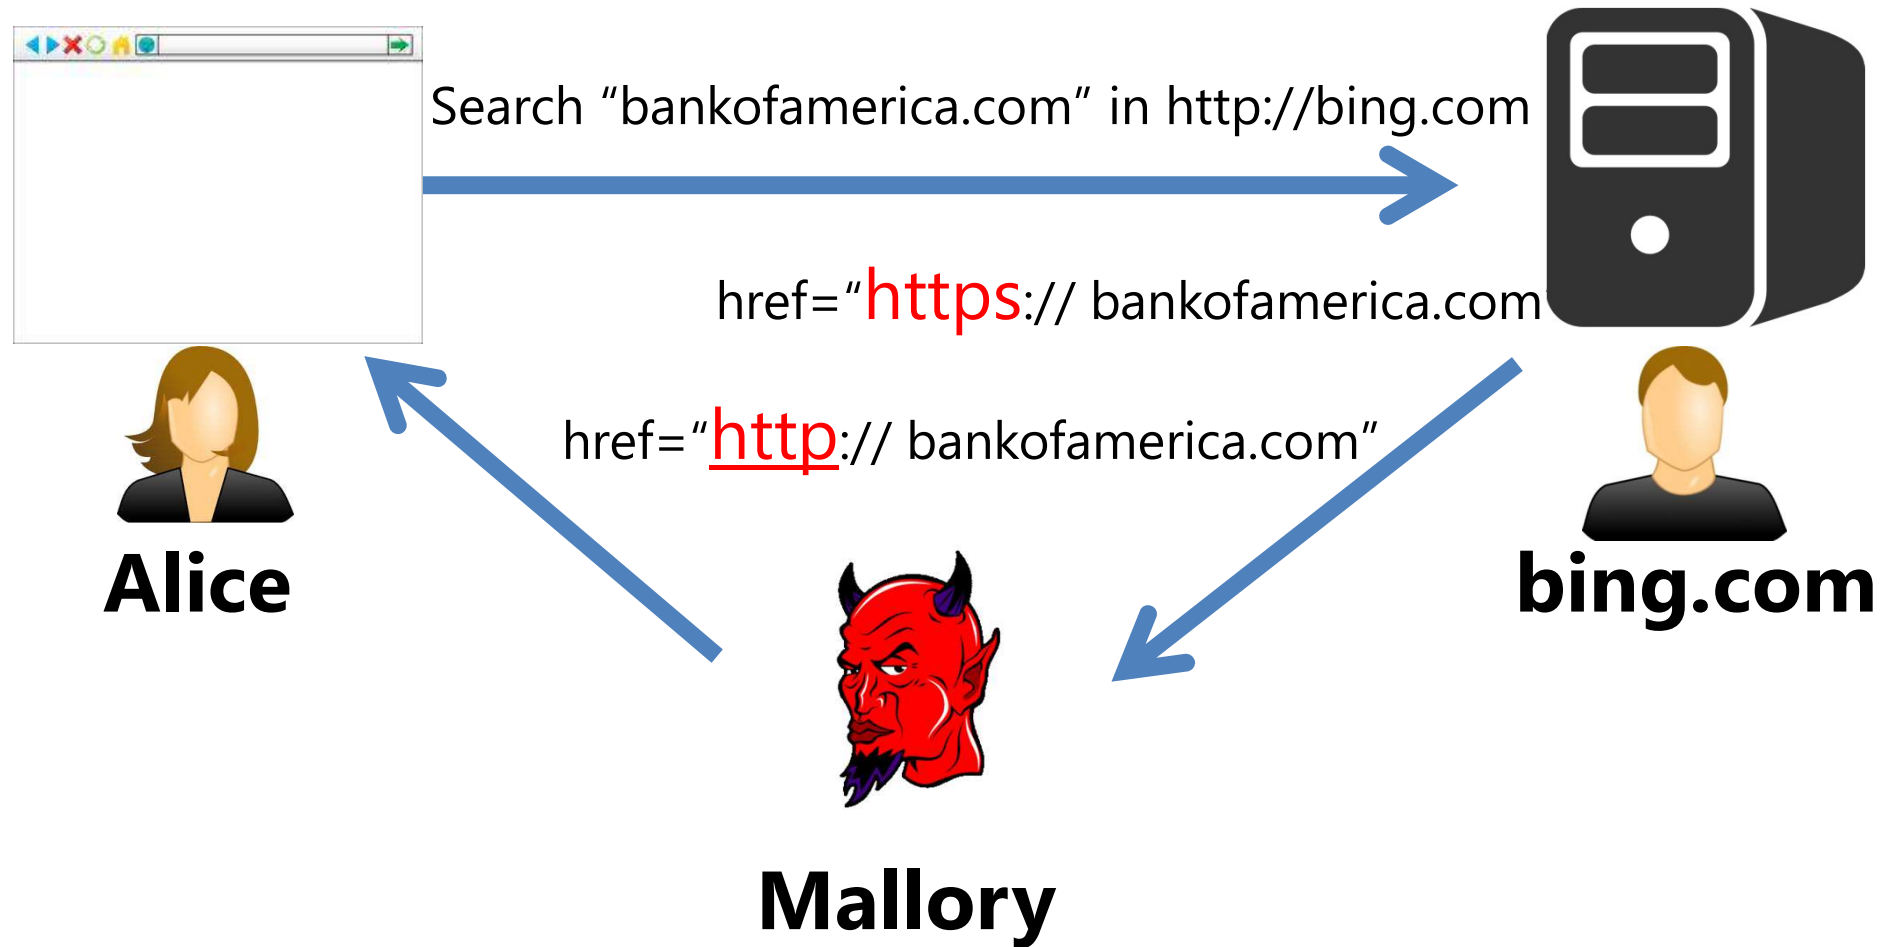 Search “bankofamerica.com” in http://bing.com
href=“https:// bankofamerica.com”
href=“http:// bankofamerica.com”
Alice
bing.com
Mallory